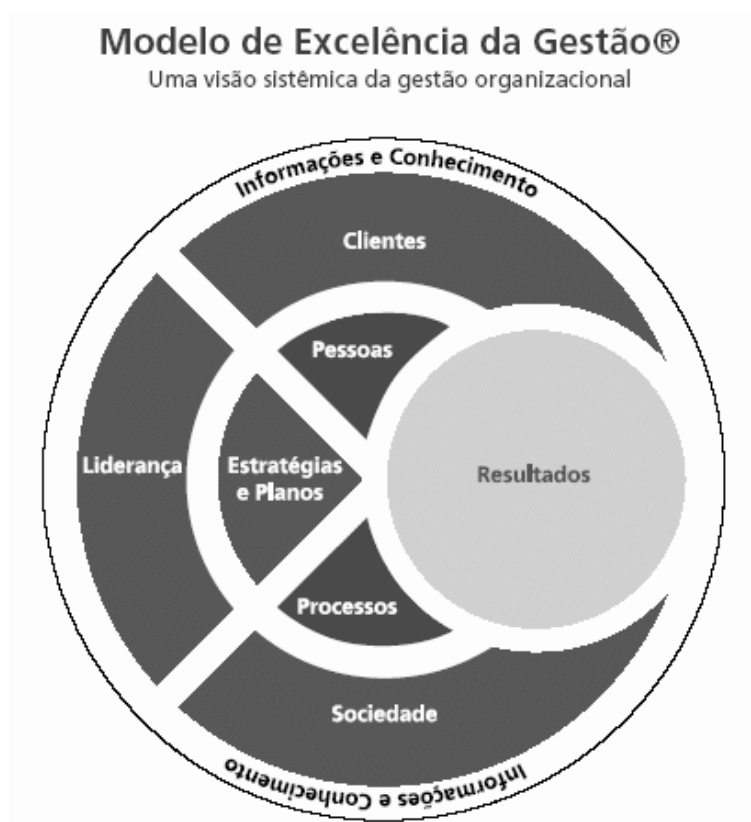 Modelo de Excelência da Gestão®
Uma visão sistêmica da gestão organizacional
Informações e Conhecimento
Clientes
Pessoas
Liderança
Estratégias
e Planos
Resultados
Processos
Sociedade
Informações e Conhecimento